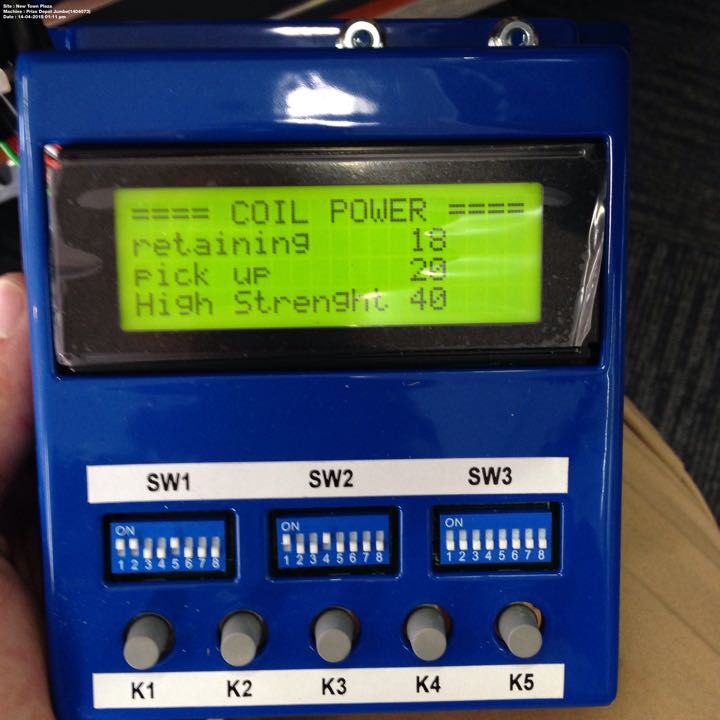 Site : New Town Plaza
Machine : Prize Depot Jumbo(1404073)
Date : 14-04-2015 01:11 pm
==== COIL POWER ====
retaining 18
pick up 20
High Strenght 40
SW1 SW2 SW3
ON ON ON
1 2 3 4 5 6 7 8 1 2 3 4 5 6 7 8 1 2 3 4 5 6 7 8
K1 K2 K3 K4 K5